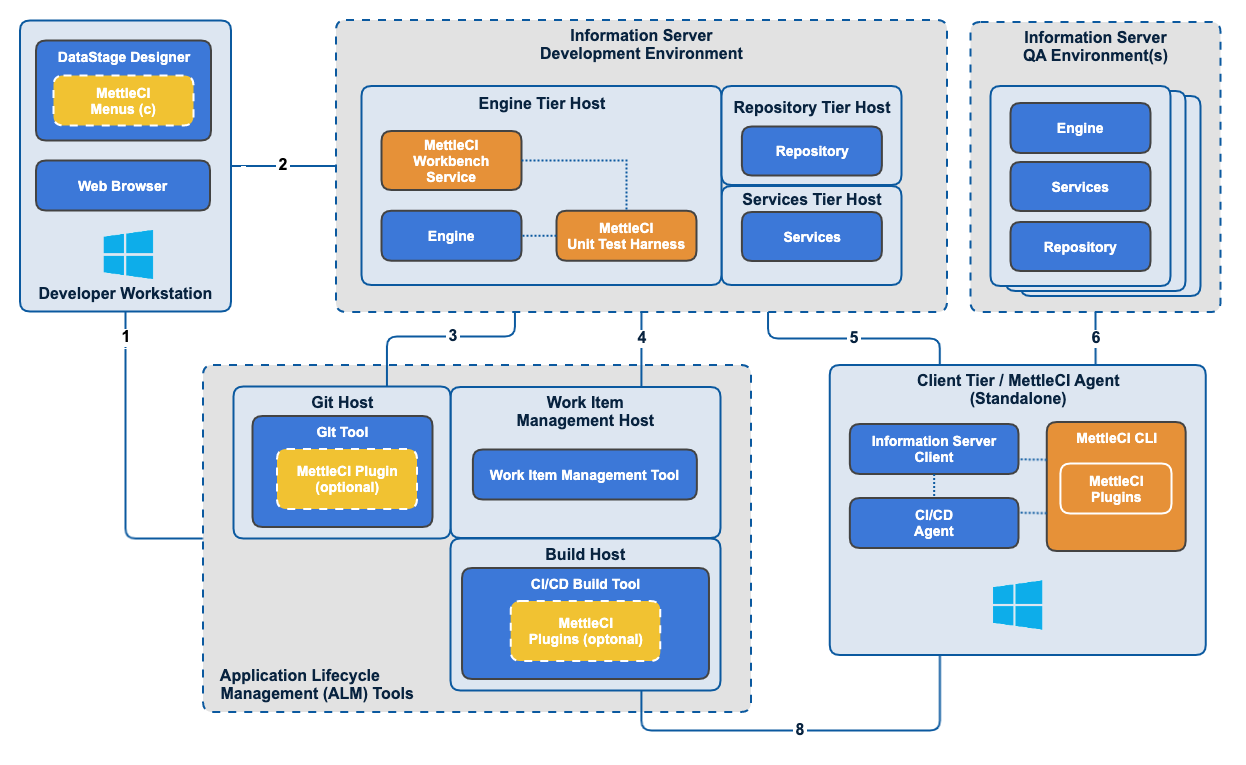 DataStage Designer
MettleCI
Menus (c)
Web Browser
Developer Workstation
1
2
Information Server
Development Environment
Engine Tier Host
MettleCI
Workbench
Service
Engine
MettleCI
Unit Test Harness
Repository Tier Host
Repository
Services Tier Host
Services
Information Server
QA Environment(s)
Engine
Services
Repository
3
4
5
6
Git Host
GIt Tool
MettleCI Plugin
(optional)
Work Item
Management Host
Work Item Management Tool
Build Host
CI/CD Build Tool
MettleCI
Plugins (optonal)
Application Lifecycle
Management (ALM) Tools
Client Tier / MettleCI Agent
(Standalone)
Information Server
Client
CI/CD
Agent
MettleCI CLI
MettleCI
Plugins
8